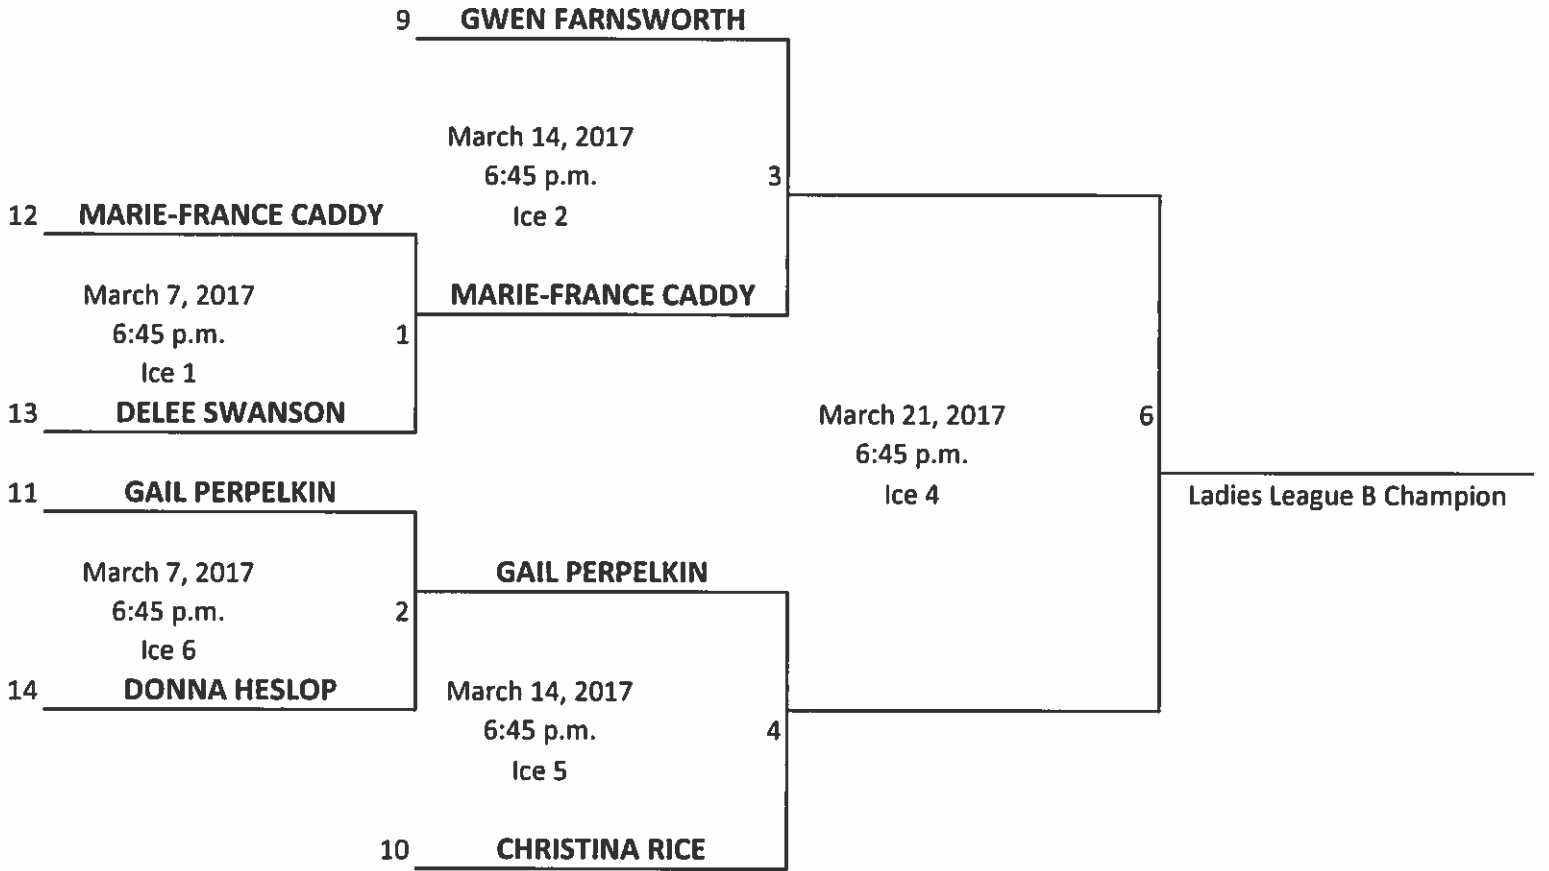 9 GWEN FARNSWORTH
March 14, 2017
6:45 p.m.
3
Ice 2
12 MARIE-FRANCE CADDY
March 7, 2017
6:45 p.m.
1
Ice 1
MARIE-FRANCE CADDY
13 DELEE SWANSON
March 21, 2017
6
6:45 p.m.
Ice 4
Ladies League B Champion
11 GAIL PERPELKIN
March 7, 2017
6:45 p.m.
2
Ice 6
GAIL PERPELKIN
14 DONNA HESLOP
March 14, 2017
6:45 p.m.
4
Ice 5
10 CHRISTINA RICE